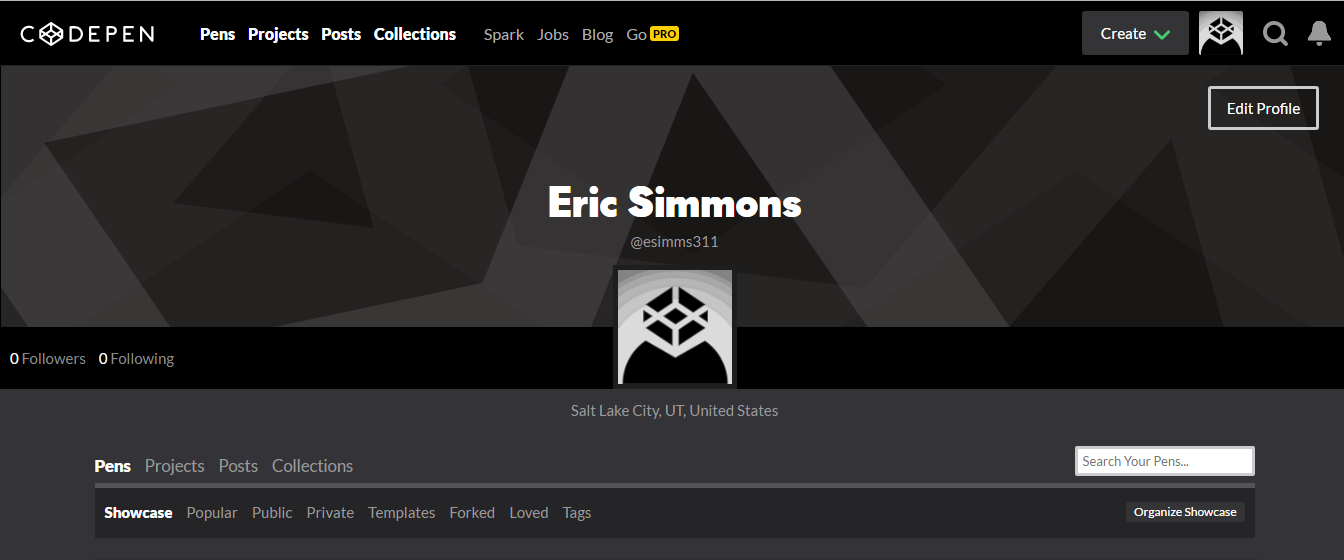 CODEPEN Pens Projects Posts Collections Spark Jobs Blog Go PRO Create
Edit Profile
Eric Simmons
@esimms311
0 Followers 0 Following
Salt Lake City, UT, United States
Pens Projects Posts Collections Search Your Pens...
Showcase Popular Public Private Templates Forked Loved Tags Organize Showcase